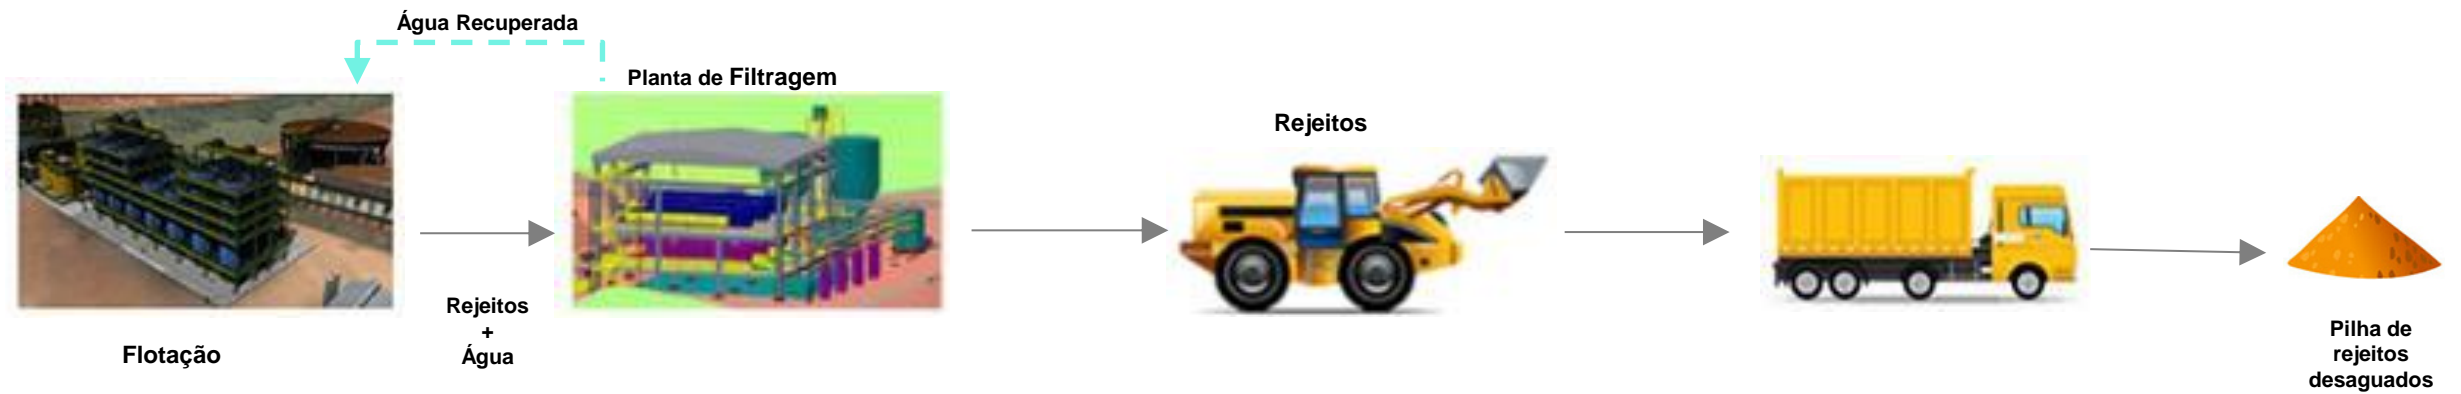 Água Recuperada
Planta de Filtragem
Rejeitos
Rejeitos
+
Água
Flotação
Pilha de
rejeitos
desaguados